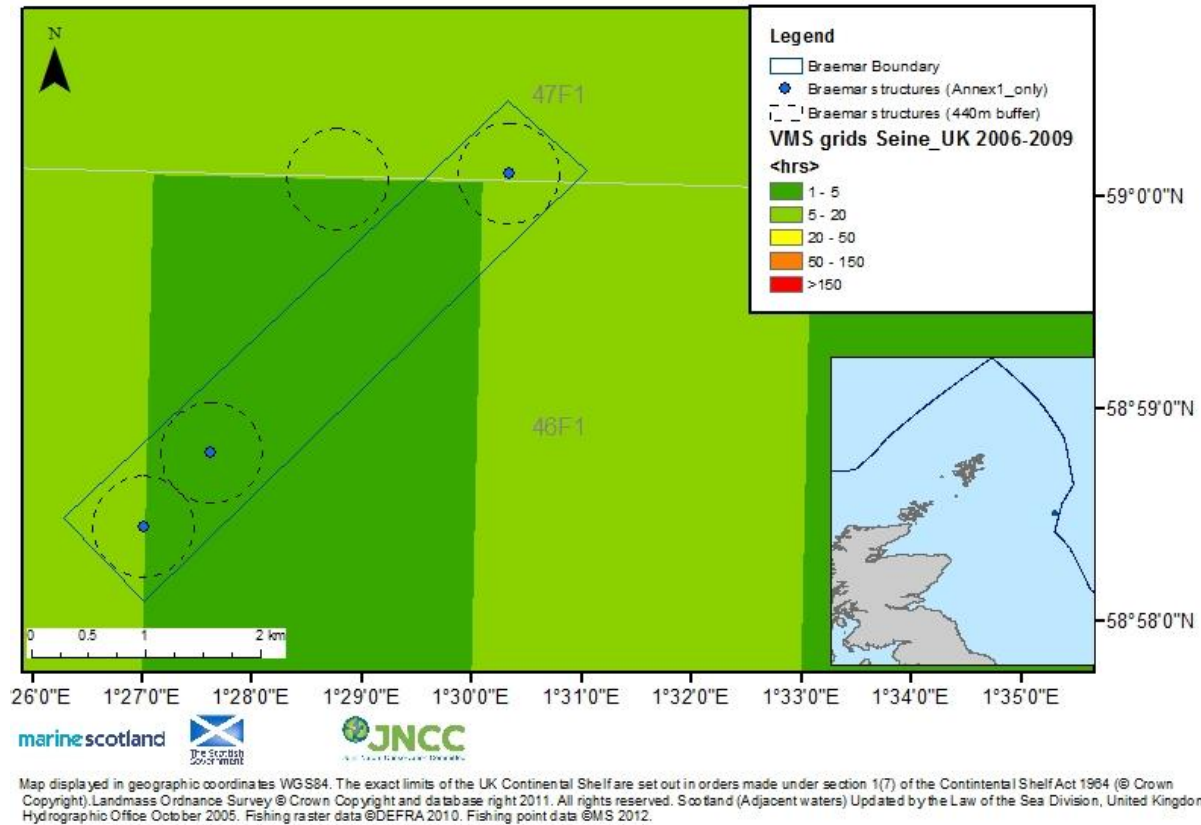 N
47F1
46F1
Legend
Braemar Boundary
Braemar structures (Annex1_only)
Braemar structures (440m buffer)
VMS grids Seine_UK 2006-2009
<hrs>
1 - 5
5 - 20
20 - 50
50 - 150
>150
59°0'0"N
58°59'0"N
58°58'0"N
0 0.5 1 2 km
26'0"E 1°27'0"E 1°28'0"E 1°29'0"E 1°30'0"E 1°31'0"E 1°32'0"E 1°33'0"E 1°34'0"E 1°35'0"E
marinescotland
The Scottish
Government
JNCC
Map displayed in geographic coordinates WGS84. The exact limits of the UK Continental Shelf are set out in orders made under section 1(7) of the Contintental Shelf Act 1964 (© Crown
Copyright). Landmass Ordnance Survey © Crown Copyright and database right 2011. All rights reserved. Scotland (Adjacent waters) Updated by the Law of the Sea Division, United Kingdom
Hydrographic Office October 2005. Fishing raster data ©DEFRA 2010. Fishing point data ©MS 2012.